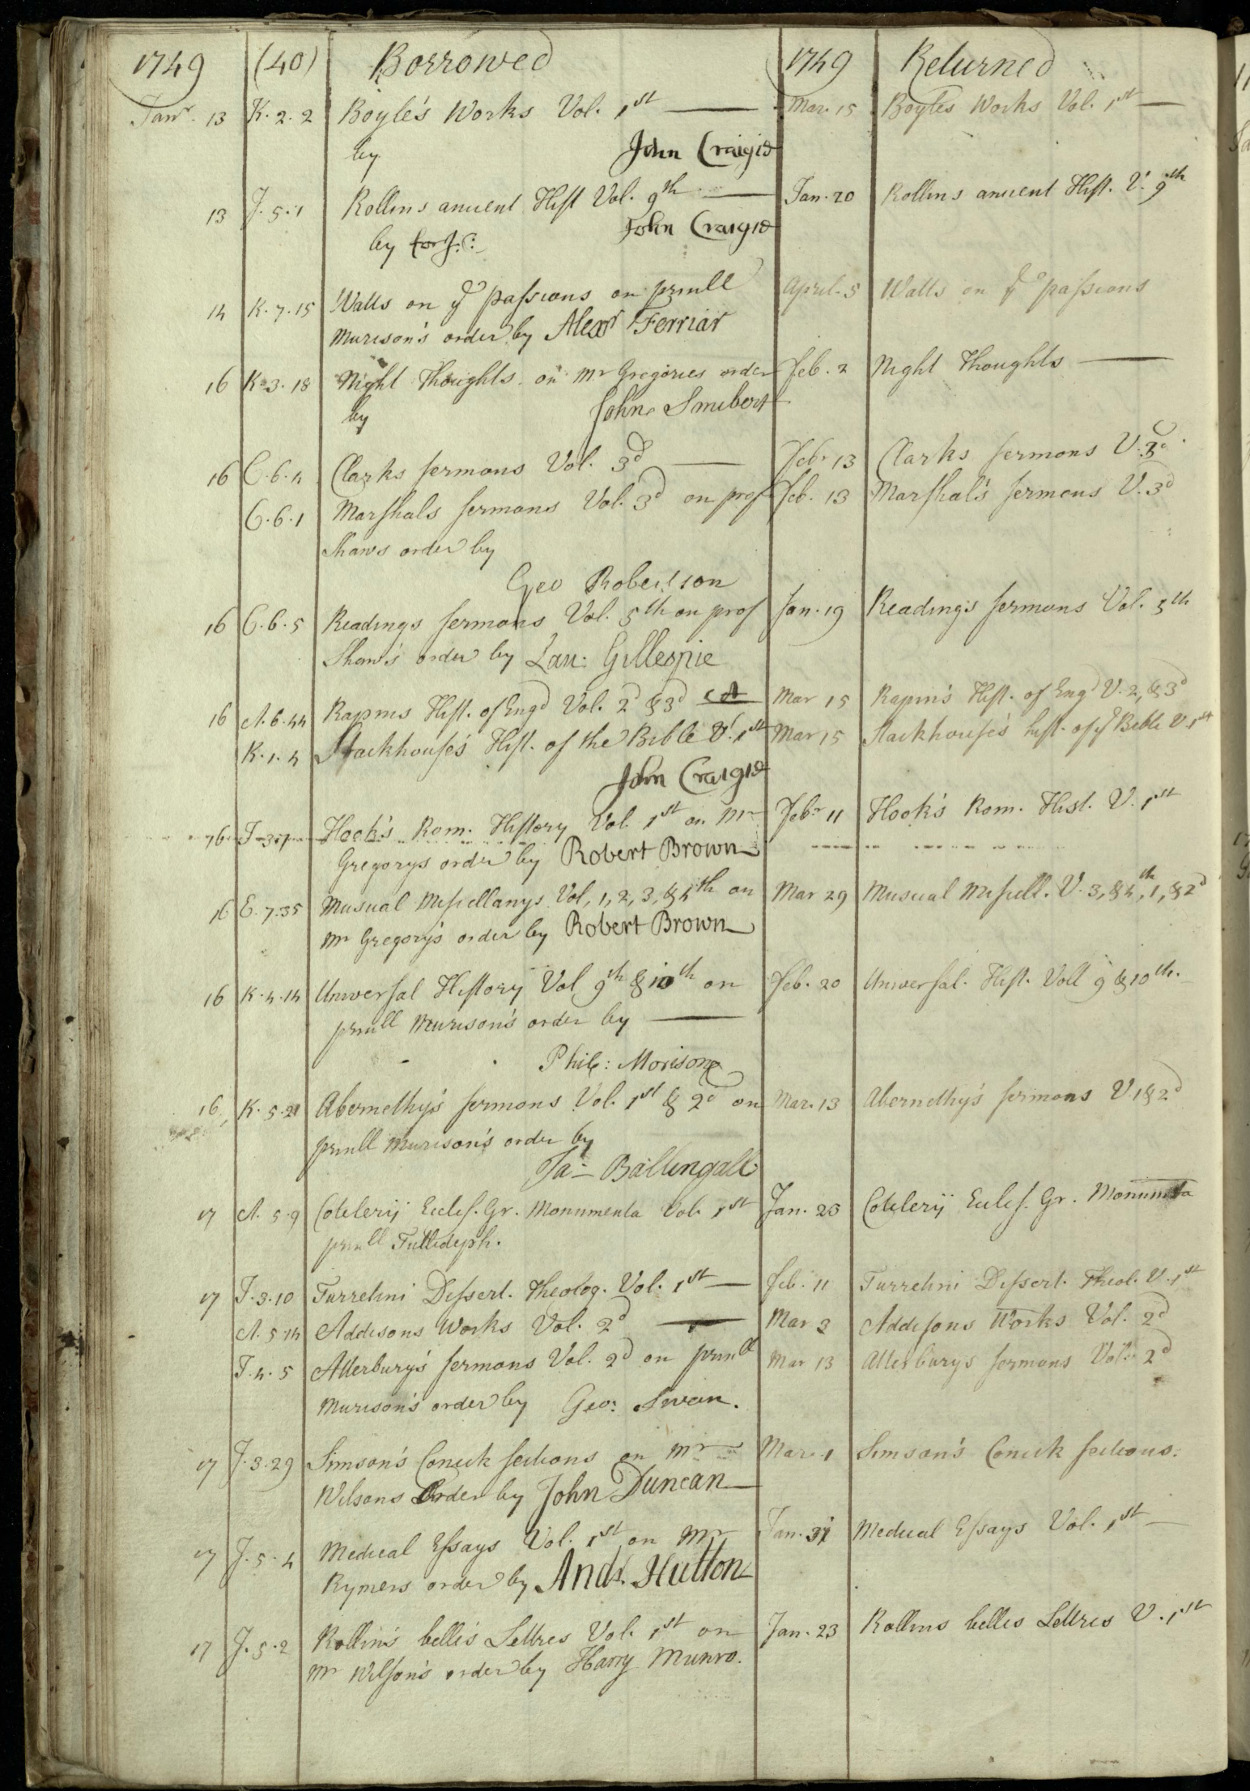 1749 (40) Borrowed 1749 Returned
Janr. 13 K. 2. 2 Boyle's Works Vol. 1st — Mar. 15 Boyles Works Vol. 1st —
by John Craigie
13 J. 5. 1 Rollins anceent Hist Vol. 9th — Jan. 20 Rollins ancient Hist. V. 9th
by John Craigie
14 K. 7. 15 Watts on ye passions on prinll April. 5 Watts on ye passions
Murison's order by Alexr Ferriar
16 K. 3. 18 Night Thoughts on Mr Gregories order Feb. 2 Night Thoughts —
by John Smibert
16 C. 6. 4 Clarks sermons Vol. 3d — Febr 13 Clarks sermons V. 3d
C. 6. 1 Marshals sermons Vol. 3d on prof Feb. 13 Marshal's sermons V. 3d
Shaws order by
Geo Robertson
16 C. 6. 5 Readings sermons Vol. 5th on prof Jan. 19 Reading's sermons Vol. 5th
Shaw's order by Lau: Gillespie
16 A. 6. 44 Rapins Hist. of Engd Vol. 2d & 3d Mar 15 Rapin's Hist. of Engd V. 2, & 3d
K. 1. 4 Stackhouse's Hist. of the Bible V. 1st Mar 15 Stackhouse's hist. of ye Bible V. 1st
John Craigie
16 Hook's Rom. History Vol. 1st on Mr Febr 11 Hook's Rom. Hist. V. 1st
Gregorys order by Robert Brown
16 E. 7. 35 Musical Miscellanys Vol, 1, 2, 3, & 4th on Mar 29 Musical Miscell. V. 3, & 4th, 1, & 2d
Mr Gregory's order by Robert Brown
16 K. 4. 14 Universal History Vol 9th & 10th on Feb. 20 Universal. Hist. Voll 9 & 10th.
prinll Murison's order by —
Phil: Morison
16 K. 5. 21 Abernethy's sermons Vol. 1st & 2d on Mar. 13 Abernethy's sermons V 1 & 2d
prinll Murison's order by
Ja: Ballingall
17 A. 5. 9 Cotelerij Eccles. Gr. Monumenta Vol. 1st Jan. 23 Cotelerij Eccles. Gr. Monumta
prinll Tullideph.
17 J. 3. 10 Turretini Dissert. Theolog. Vol. 1st — Feb. 11 Turretini Dissert. Theol. V. 1st
A. 5. 14 Addisons Works Vol. 2d — Mar 2 Addisons Works Vol. 2d
J. 4. 5 Atterbury's sermons Vol. 2d on prinll Mar 13 Atterburys sermons Vol. 2d
Murison's order by Geo: Swan.
17 J. 3. 29 Simson's Conick sections on Mr Mar. 1 Simson's Conick sections.
Wilsons Order by John Duncan
17 J. 5. 4 Medical Essays Vol. 1st on Mr Jan. 31 Medical Essays Vol. 1st —
Rymers order by Andr. Hutton
17 J. 5. 2 Rollin's belles Lettres Vol. 1st on Jan. 23 Rollins belles Lettres V. 1st
Mr Wilson's order by Harry Munro.